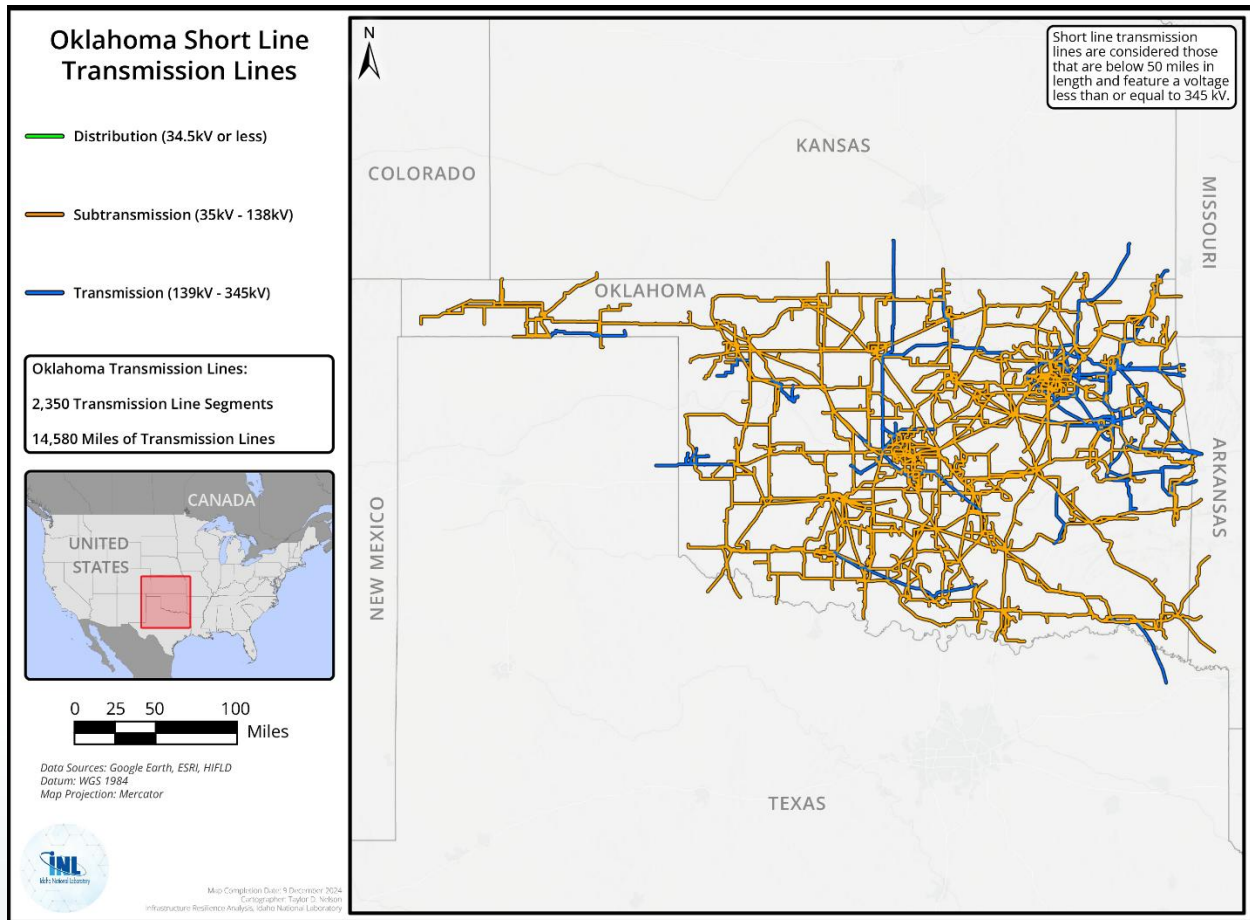 Oklahoma Short Line
Transmission Lines
Distribution (34.5kV or less)
Subtransmission (35kV - 138kV)
Transmission (139kV - 345kV)
Oklahoma Transmission Lines:
2,350 Transmission Line Segments
14,580 Miles of Transmission Lines
CANADA
UNITED
STATES
0 25 50 100
Miles
Data Sources: Google Earth, ESRI, HIFLD
Datum: WGS 1984
Map Projection: Mercator
INL
Idaho National Laboratory
Map Completion Date: 9 December 2024
Cartographer: Taylor D. Nelson
Infrastructure Resilience Analysis, Idaho National Laboratory
N
Short line transmission
lines are considered those
that are below 50 miles in
length and feature a voltage
less than or equal to 345 kV.
COLORADO
KANSAS
MISSOURI
OKLAHOMA
NEW MEXICO
ARKANSAS
TEXAS